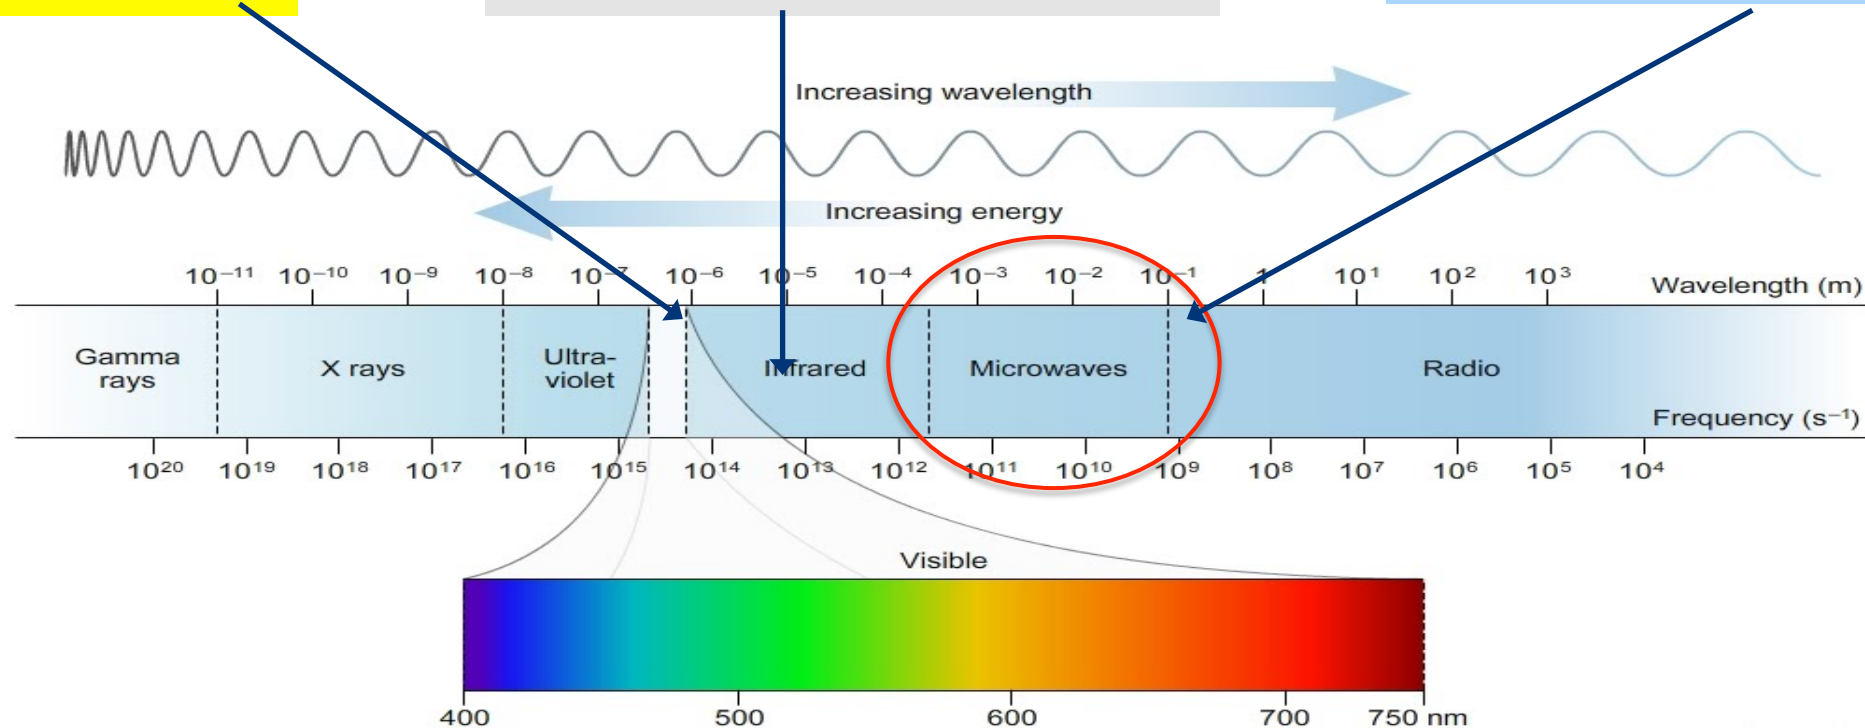 Increasing wavelength
Increasing energy
10⁻¹¹ 10⁻¹⁰ 10⁻⁹ 10⁻⁸ 10⁻⁷ 10⁻⁶ 10⁻⁵ 10⁻⁴ 10⁻³ 10⁻² 10⁻¹ 1 10¹ 10² 10³ Wavelength (m)
Gamma
rays
X rays
Ultra-
violet
Infrared
Microwaves
Radio
Frequency (s⁻¹)
10²⁰ 10¹⁹ 10¹⁸ 10¹⁷ 10¹⁶ 10¹⁵ 10¹⁴ 10¹³ 10¹² 10¹¹ 10¹⁰ 10⁹ 10⁸ 10⁷ 10⁶ 10⁵ 10⁴
Visible
400 500 600 700 750 nm